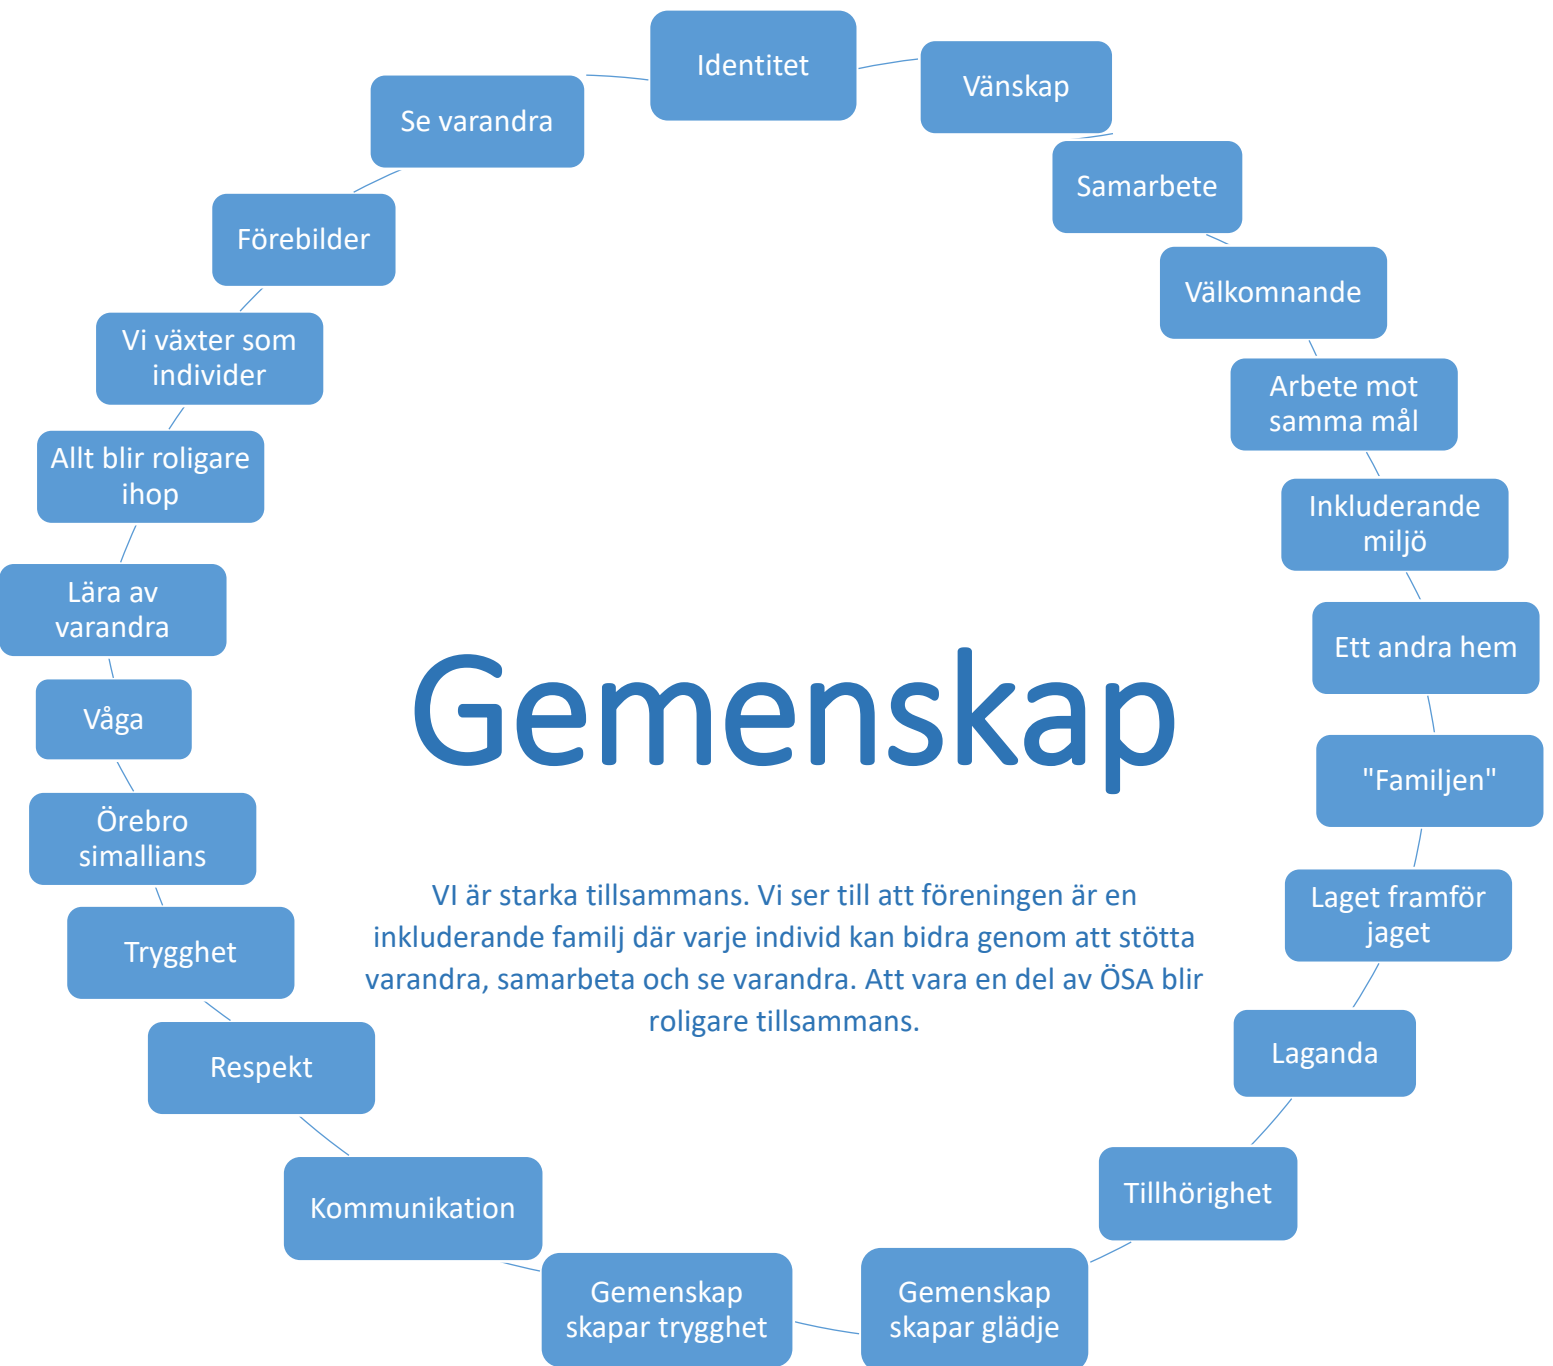 Identitet
Vänskap
Samarbete
Välkomnande
Arbete mot
samma mål
Inkluderande
miljö
Ett andra hem
"Familjen"
Laget framför
jaget
Laganda
Tillhörighet
Gemenskap
skapar glädje
Gemenskap
skapar trygghet
Kommunikation
Respekt
Trygghet
Örebro
simallians
Våga
Lära av
varandra
Allt blir roligare
ihop
Vi växter som
individer
Förebilder
Se varandra
Gemenskap
VI är starka tillsammans. Vi ser till att föreningen är en
inkluderande familj där varje individ kan bidra genom att stötta
varandra, samarbeta och se varandra. Att vara en del av ÖSA blir
roligare tillsammans.